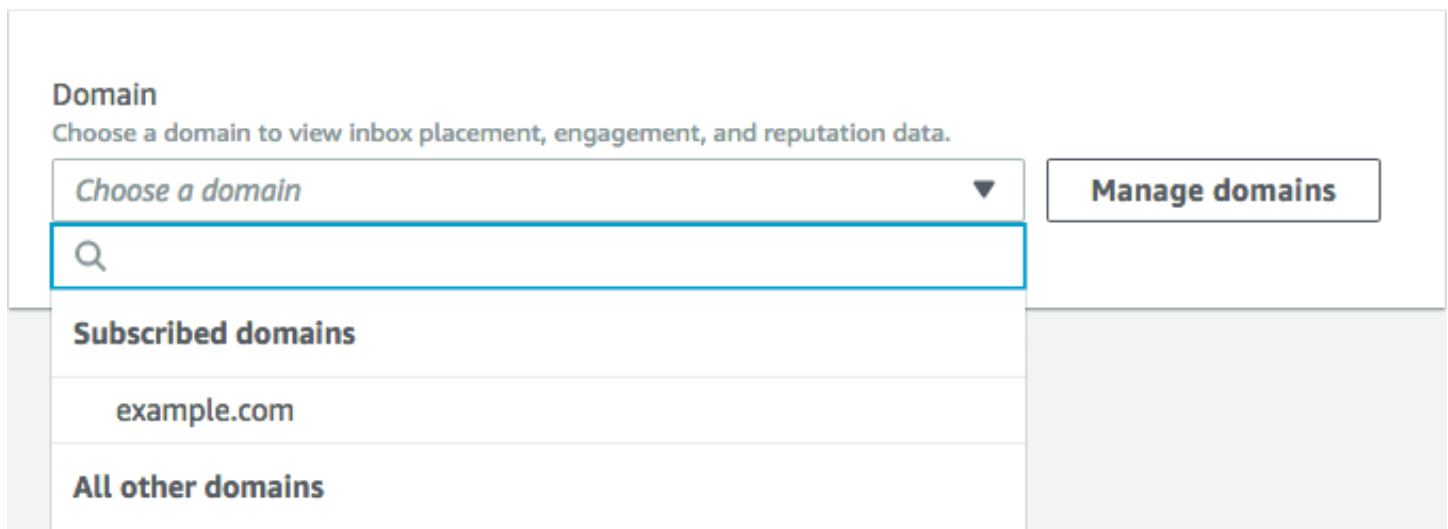 Domain
Choose a domain to view inbox placement, engagement, and reputation data.
Choose a domain
Manage domains
Subscribed domains
example.com
All other domains